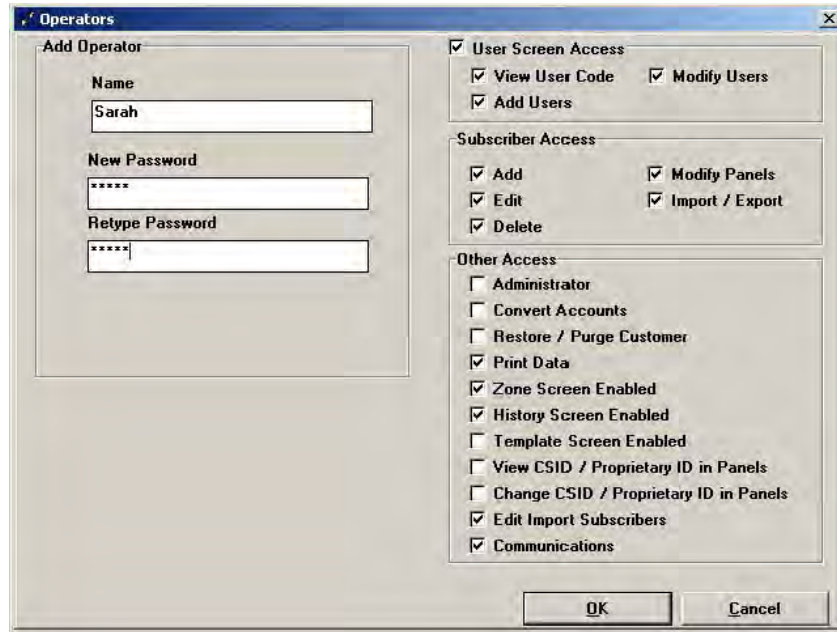 Operators
Add Operator
Name
Sarah
New Password
*****
Retype Password
*****
User Screen Access
View User Code Modify Users
Add Users
Subscriber Access
Add Modify Panels
Edit Import / Export
Delete
Other Access
Administrator
Convert Accounts
Restore / Purge Customer
Print Data
Zone Screen Enabled
History Screen Enabled
Template Screen Enabled
View CSID / Proprietary ID in Panels
Change CSID / Proprietary ID in Panels
Edit Import Subscribers
Communications
OK Cancel